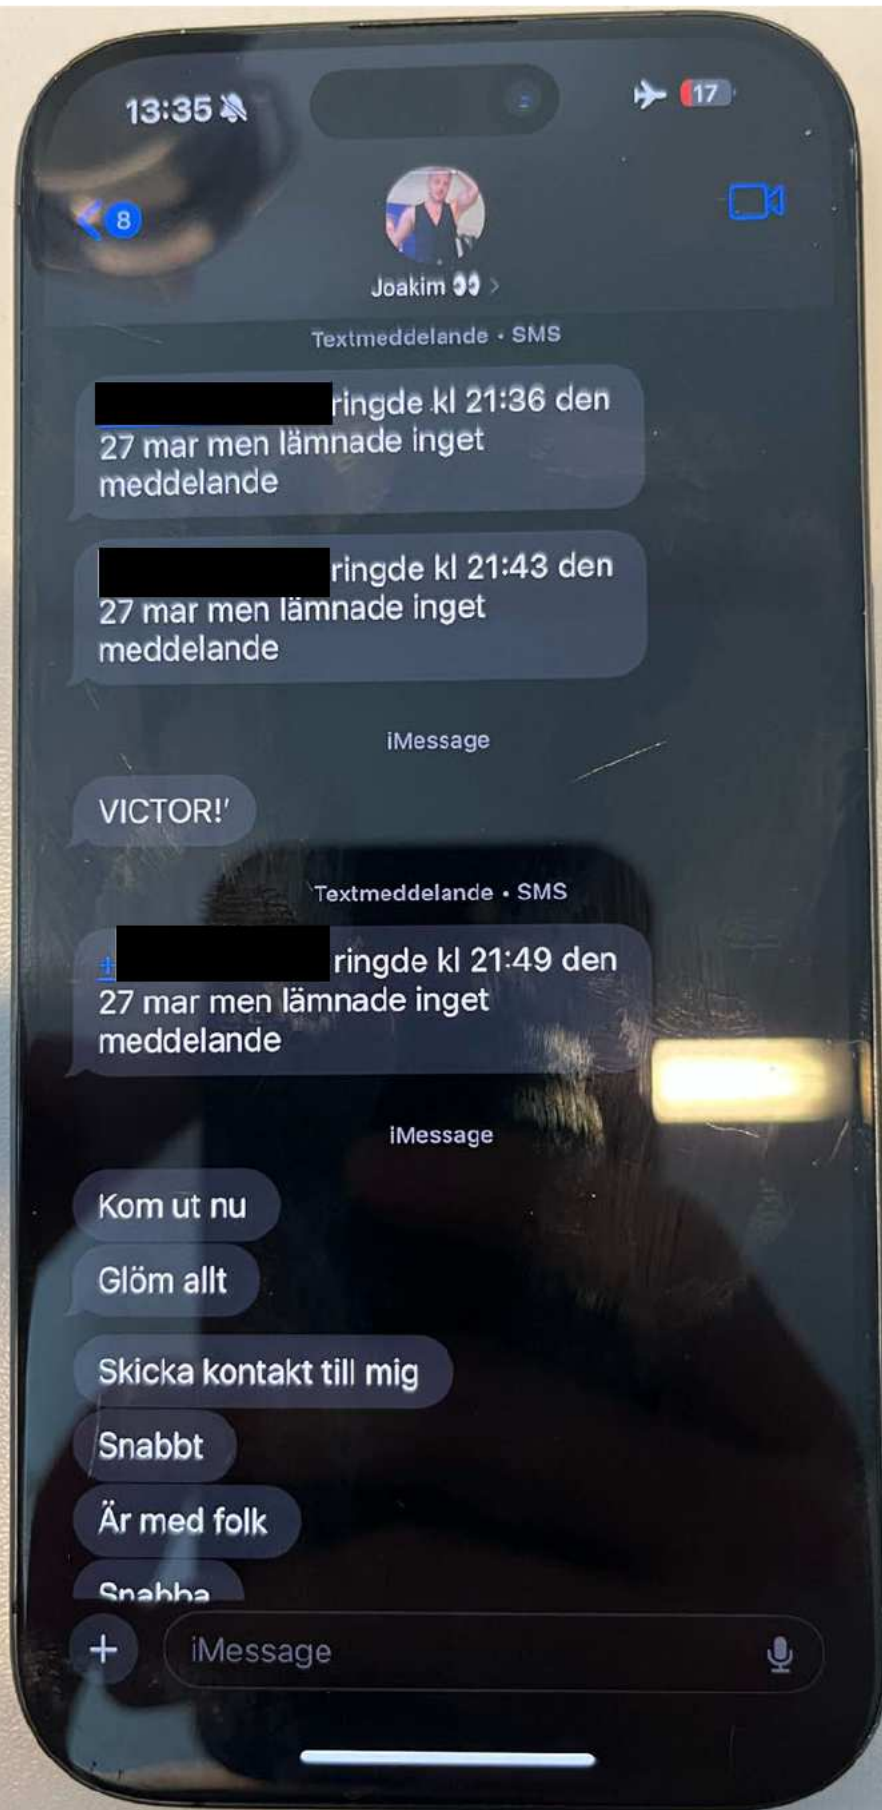 13:35
17
8
Joakim 👀 >
Textmeddelande • SMS
ringde kl 21:36 den
27 mar men lämnade inget
meddelande
ringde kl 21:43 den
27 mar men lämnade inget
meddelande
iMessage
VICTOR!'
Textmeddelande • SMS
+ ringde kl 21:49 den
27 mar men lämnade inget
meddelande
iMessage
Kom ut nu
Glöm allt
Skicka kontakt till mig
Snabbt
Är med folk
Snabba
iMessage